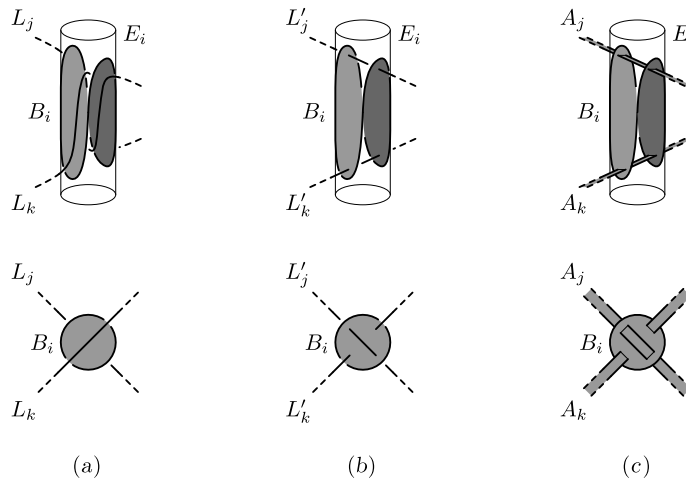 L_j E_i L'_j E_i A_j E
B_i B_i B_i
L_k L'_k A_k
L_j L'_j A_j
B_i B_i B_i
L_k L'_k A_k
(a) (b) (c)